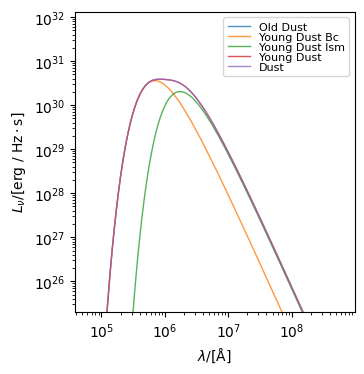 10^32
10^31
10^30
10^29
10^28
10^27
10^26
L_ν/[erg / Hz · s]
Old Dust
Young Dust Bc
Young Dust Ism
Young Dust
Dust
10^5 10^6 10^7 10^8
λ/[Å]